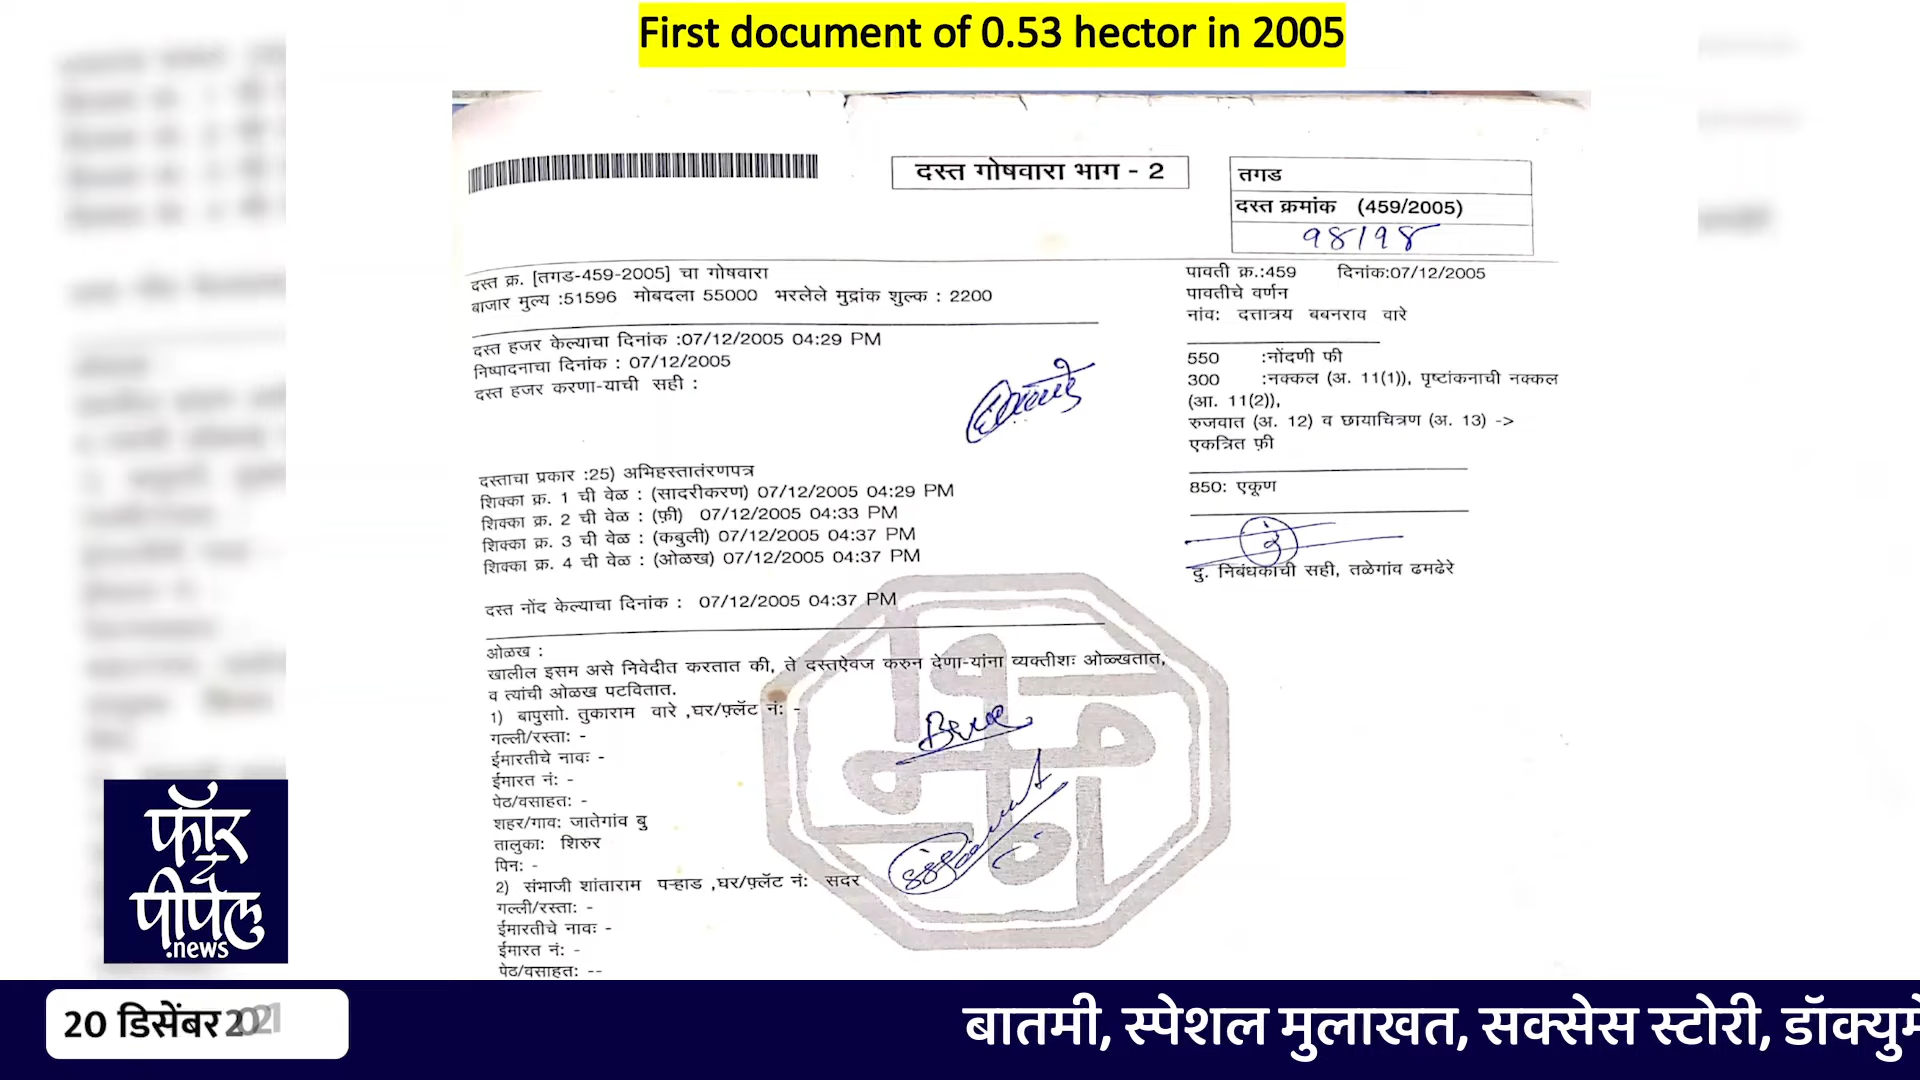 First document of 0.53 hector in 2005
दस्त गोषवारा भाग - 2
तगड
दस्त क्रमांक (459/2005)
१४/१४
दस्त क्र. [तगड-459-2005] चा गोषवारा
बाजार मुल्य :51596 मोबदला 55000 भरलेले मुद्रांक शुल्क : 2200
दस्त हजर केल्याचा दिनांक :07/12/2005 04:29 PM
निष्पादनाचा दिनांक : 07/12/2005
दस्त हजर करणा-याची सही :
दस्ताचा प्रकार :25) अभिहस्तातंरणपत्र
शिक्का क्र. 1 ची वेळ : (सादरीकरण) 07/12/2005 04:29 PM
शिक्का क्र. 2 ची वेळ : (फ़ी) 07/12/2005 04:33 PM
शिक्का क्र. 3 ची वेळ : (कबुली) 07/12/2005 04:37 PM
शिक्का क्र. 4 ची वेळ : (ओळख) 07/12/2005 04:37 PM
दस्त नोंद केल्याचा दिनांक : 07/12/2005 04:37 PM
पावती क्र.:459 दिनांक:07/12/2005
पावतीचे वर्णन
नांव: दत्तात्रय बबनराव वारे
550 :नोंदणी फी
300 :नक्कल (अ. 11(1)), पृष्टांकनाची नक्कल
(आ. 11(2)),
रुजवात (अ. 12) व छायाचित्रण (अ. 13) ->
एकत्रित फ़ी
850: एकूण
दु. निबंधकाची सही, तळेगांव ढमढेरे
ओळख :
खालील इसम असे निवेदीत करतात की, ते दस्तऐवज करुन देणा-यांना व्यक्तीशः ओळ्खतात,
व त्यांची ओळख पटवितात.
1) बापुसाो. तुकाराम वारे ,घर/फ़्लॅट नं: -
गल्ली/रस्ता: -
ईमारतीचे नावः -
ईमारत नं: -
पेठ/वसाहत: -
शहर/गाव: जातेगांव बु
तालुका: शिरुर
पिन: -
2) संभाजी शांताराम पऱ्हाड ,घर/फ़्लॅट नं: सदर
गल्ली/रस्ता: -
ईमारतीचे नावः -
ईमारत नं: -
पेठ/वसाहत: --
फॉर
द
पीपल
.news
20 डिसेंबर 2021
बातमी, स्पेशल मुलाखत, सक्सेस स्टोरी, डॉक्युमे